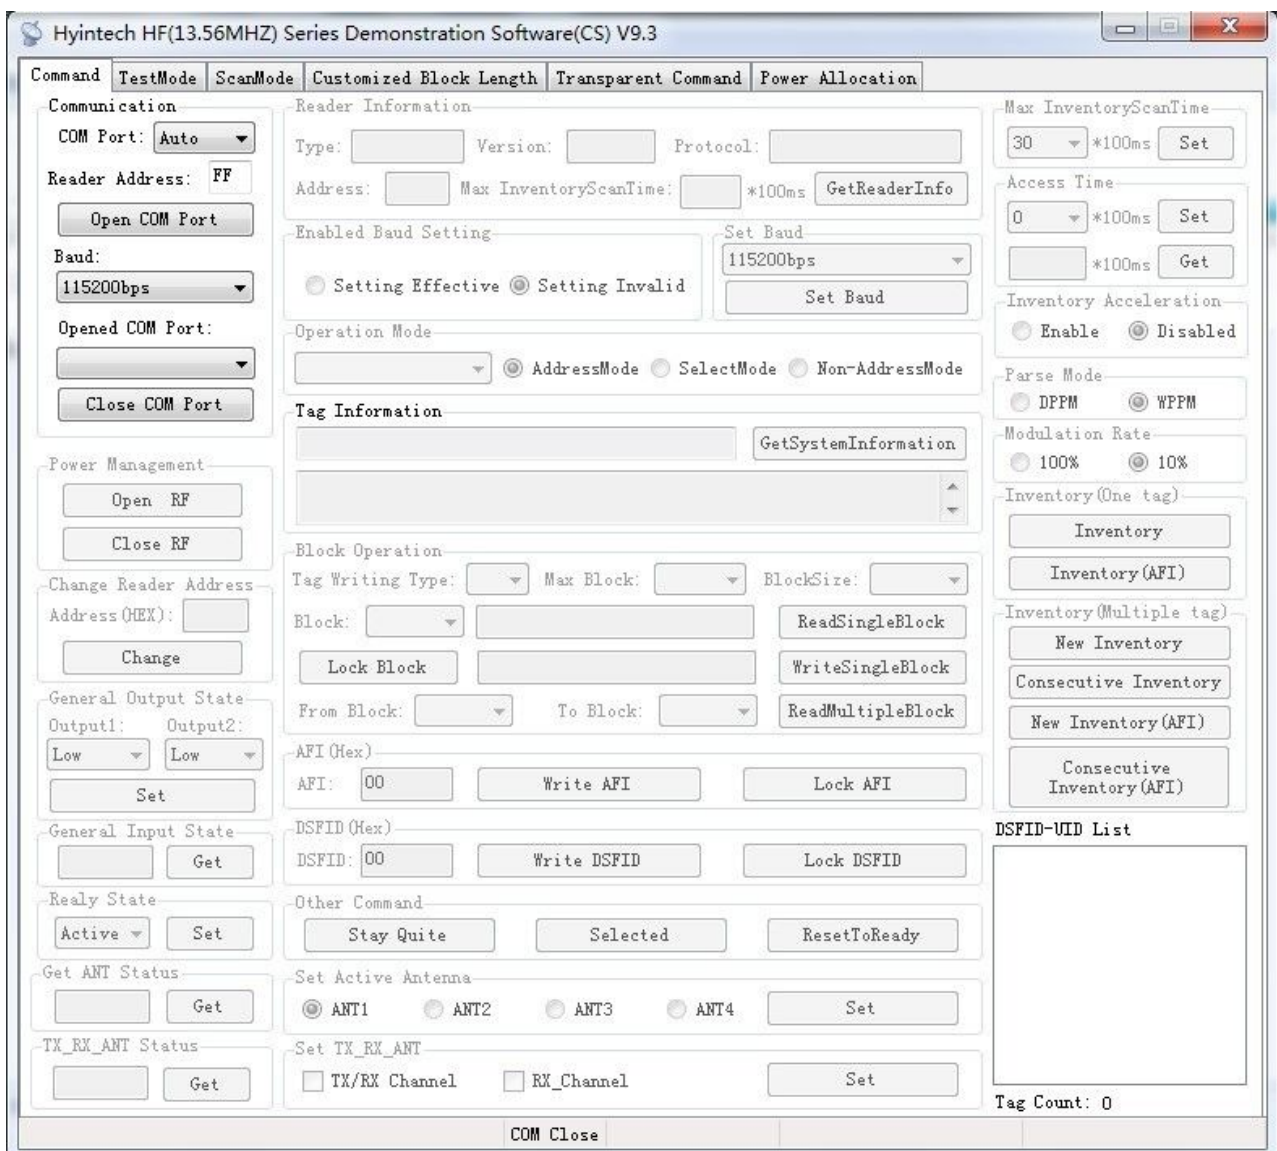 Hyintech HF(13.56MHZ) Series Demonstration Software(CS) V9.3
Command TestMode ScanMode Customized Block Length Transparent Command Power Allocation
Communication
COM Port: Auto
Reader Address: FF
Open COM Port
Baud:
115200bps
Opened COM Port:
Close COM Port
Power Management
Open RF
Close RF
Change Reader Address
Address(HEX):
Change
General Output State
Output1: Output2:
Low Low
Set
General Input State
Get
Realy State
Active Set
Get ANT Status
Get
TX_RX_ANT Status
Get
Reader Information
Type: Version: Protocol:
Address: Max InventoryScanTime: *100ms GetReaderInfo
Enabled Baud Setting
Setting Effective Setting Invalid
Set Baud
115200bps
Set Baud
Operation Mode
AddressMode SelectMode Non-AddressMode
Tag Information
GetSystemInformation
Block Operation
Tag Writing Type: Max Block: BlockSize:
Block: ReadSingleBlock
Lock Block WriteSingleBlock
From Block: To Block: ReadMultipleBlock
AFI(Hex)
AFI: 00 Write AFI Lock AFI
DSFID(Hex)
DSFID: 00 Write DSFID Lock DSFID
Other Command
Stay Quite Selected ResetToReady
Set Active Antenna
ANT1 ANT2 ANT3 ANT4 Set
Set TX_RX_ANT
TX/RX Channel RX_Channel Set
Max InventoryScanTime
30 *100ms Set
Access Time
0 *100ms Set
*100ms Get
Inventory Acceleration
Enable Disabled
Parse Mode
DPPM WPPM
Modulation Rate
100% 10%
Inventory(One tag)
Inventory
Inventory(AFI)
Inventory(Multiple tag)
New Inventory
Consecutive Inventory
New Inventory(AFI)
Consecutive
Inventory(AFI)
DSFID-UID List
Tag Count: 0
COM Close